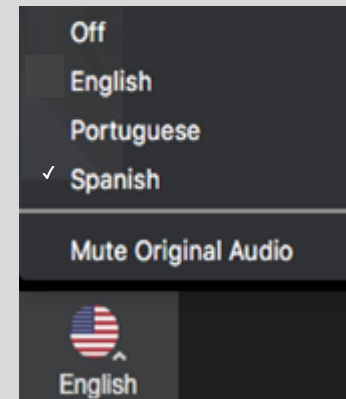 Off
English
Portuguese
Spanish
Mute Original Audio
English